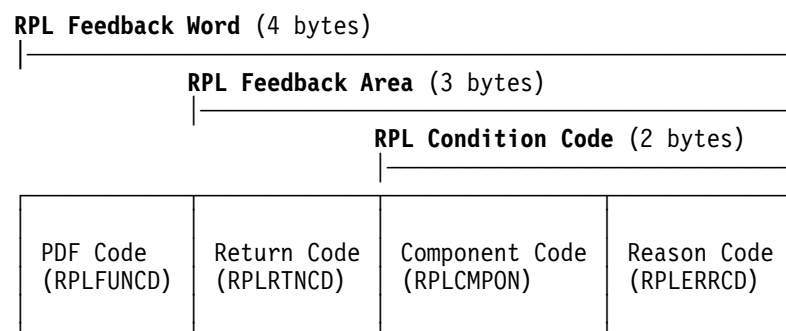 RPL Feedback Word (4 bytes)
RPL Feedback Area (3 bytes)
RPL Condition Code (2 bytes)
PDF Code Return Code Component Code Reason Code
(RPLFUNCD) (RPLRTNCD) (RPLCMPON) (RPLERRCD)